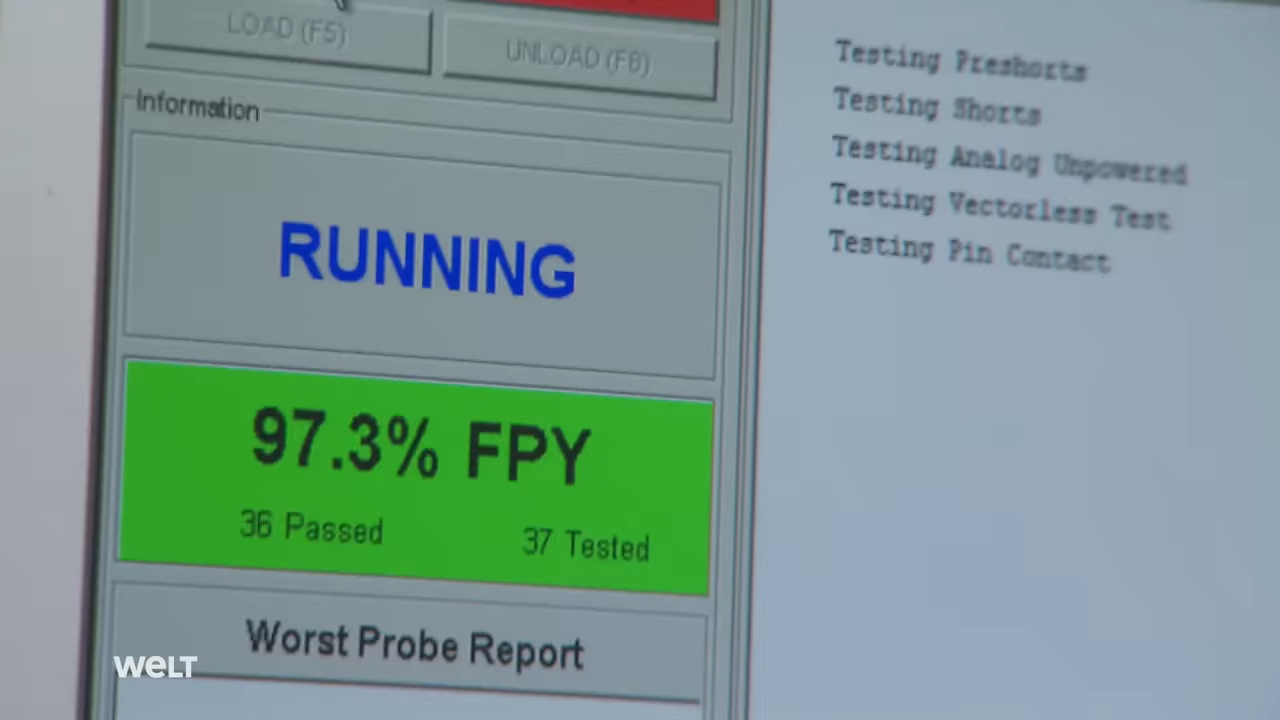 LOAD (F5)
UNLOAD (F6)
Information
RUNNING
97.3% FPY
36 Passed
37 Tested
Worst Probe Report
Testing Preshorts
Testing Shorts
Testing Analog Unpowered
Testing Vectorless Test
Testing Pin Contact
welt